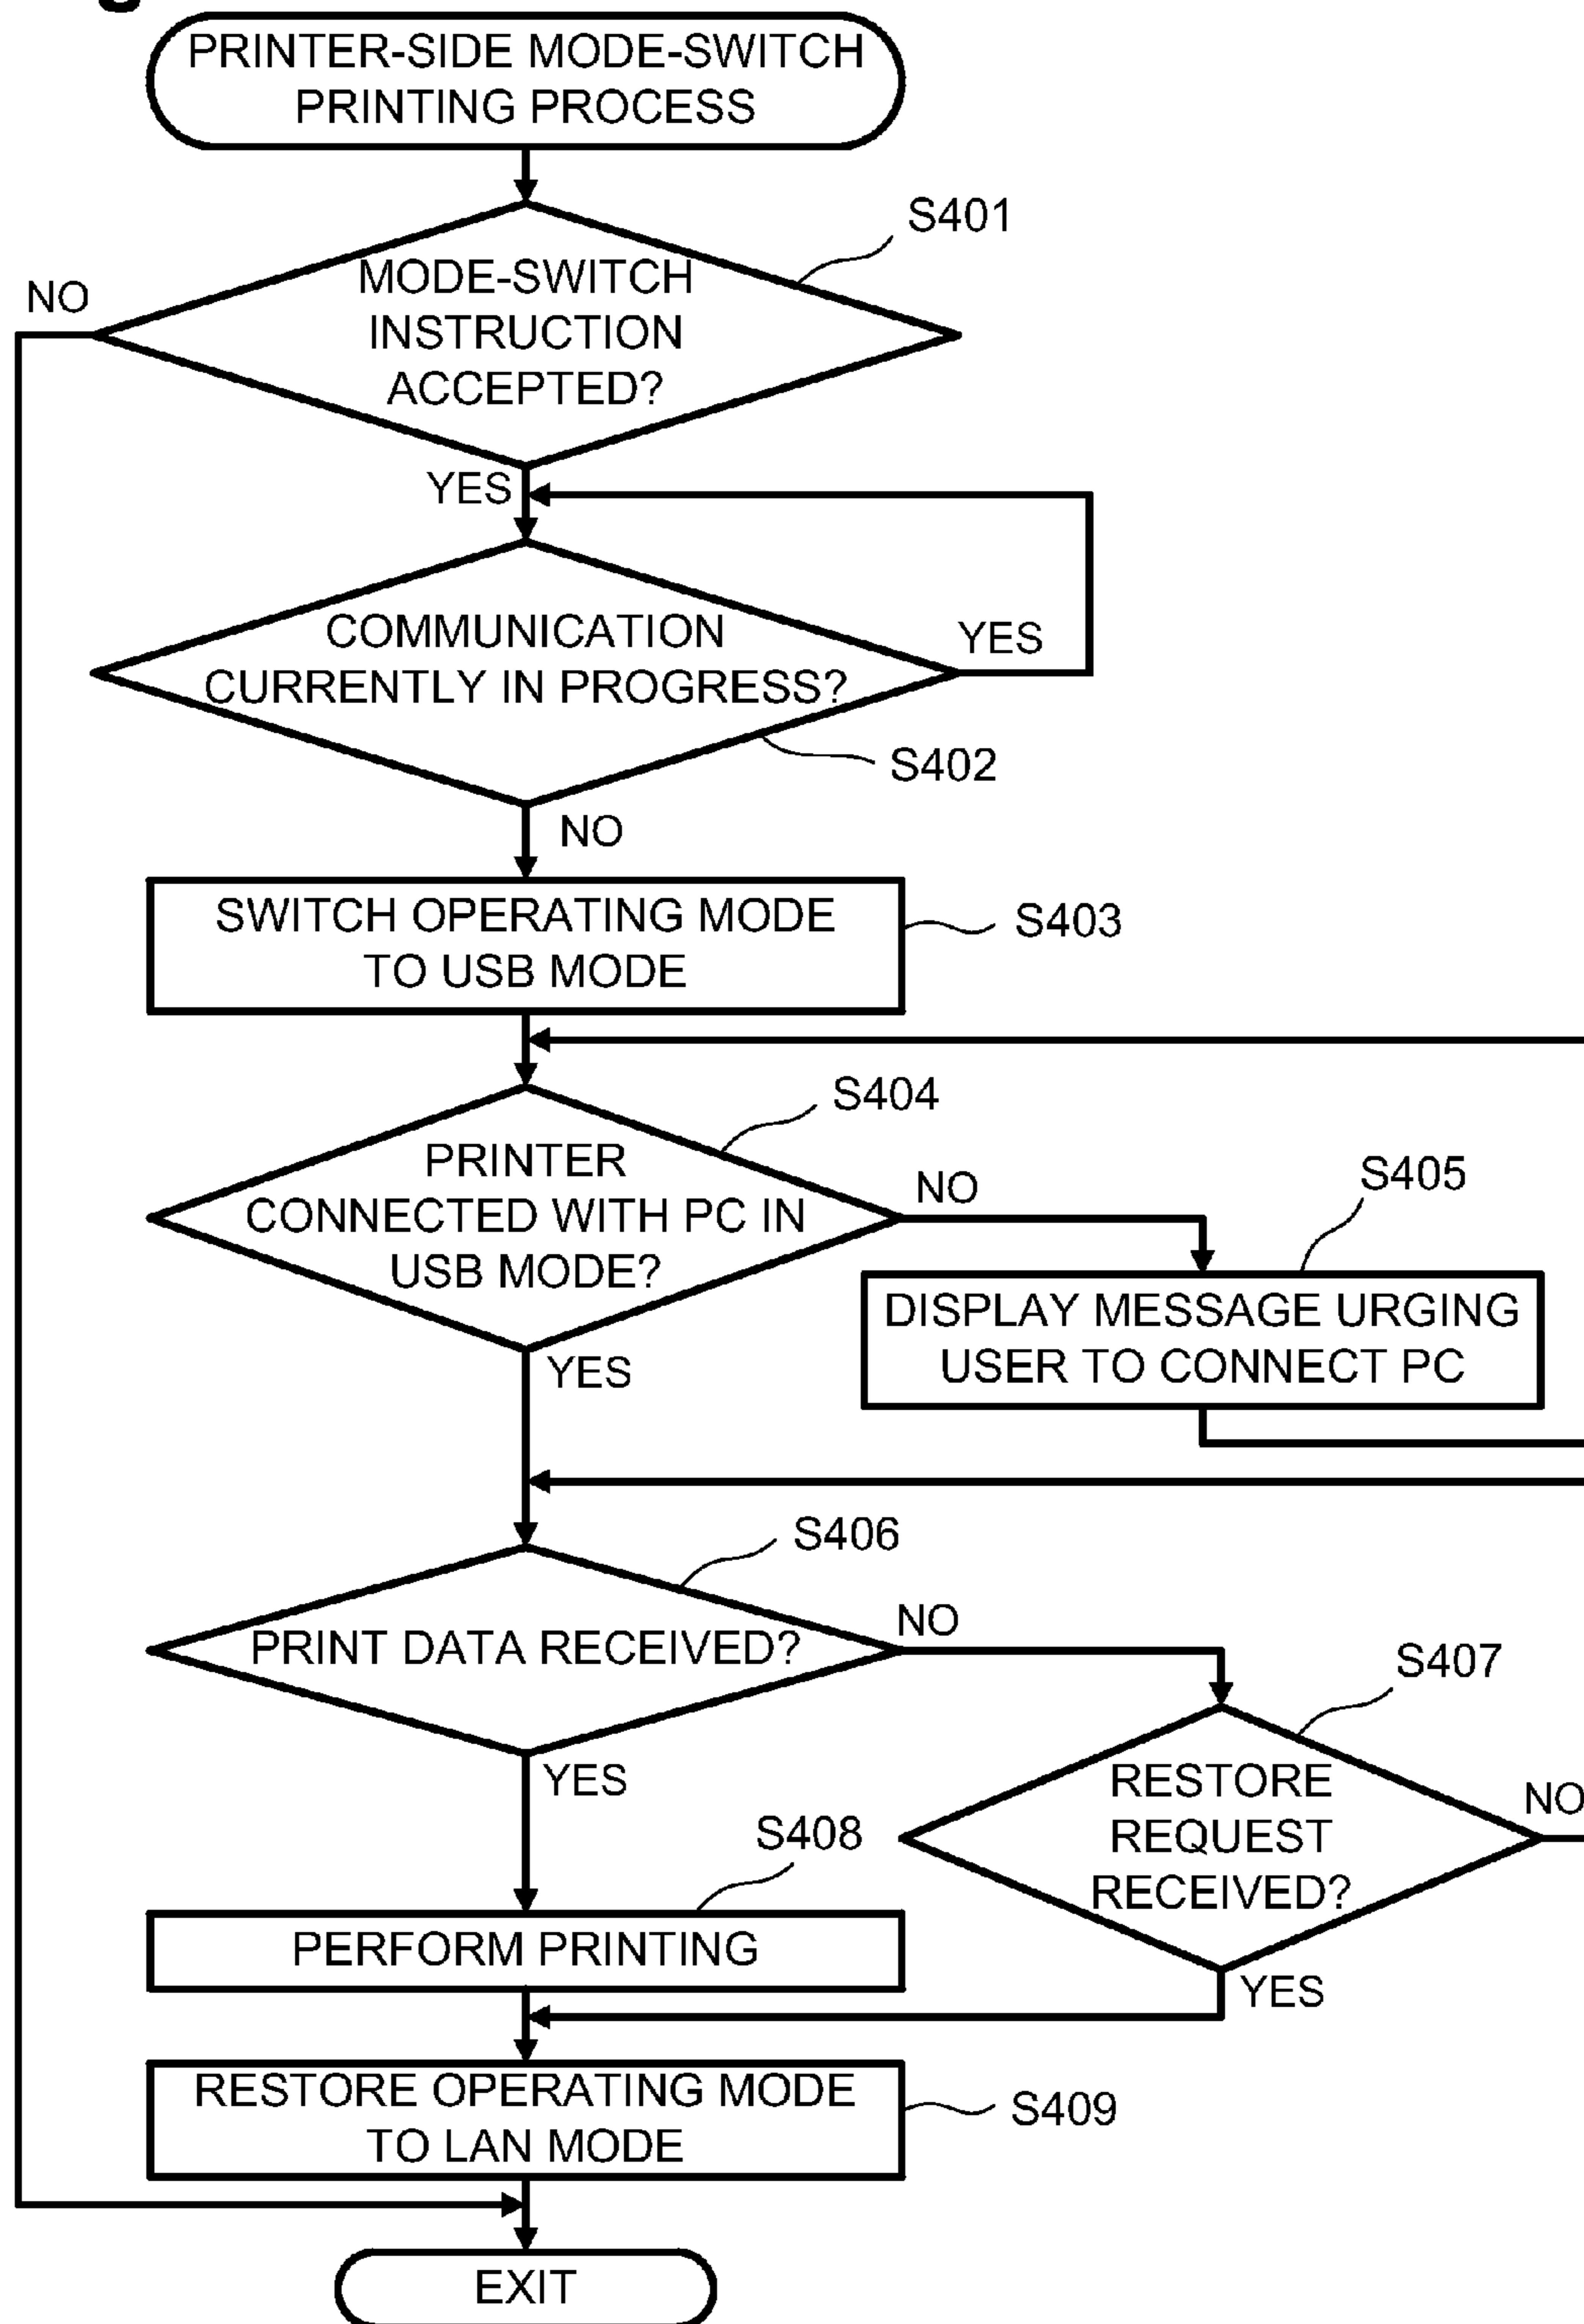 PRINTER-SIDE MODE-SWITCH
PRINTING PROCESS
S401
NO
MODE-SWITCH
INSTRUCTION
ACCEPTED?
YES
COMMUNICATION
CURRENTLY IN PROGRESS?
YES
S402
NO
SWITCH OPERATING MODE
TO USB MODE
S403
S404
PRINTER
CONNECTED WITH PC IN
USB MODE?
NO
S405
DISPLAY MESSAGE URGING
USER TO CONNECT PC
YES
S406
PRINT DATA RECEIVED?
NO
S407
RESTORE
REQUEST
RECEIVED?
NO
YES
S408
PERFORM PRINTING
YES
RESTORE OPERATING MODE
TO LAN MODE
S409
EXIT